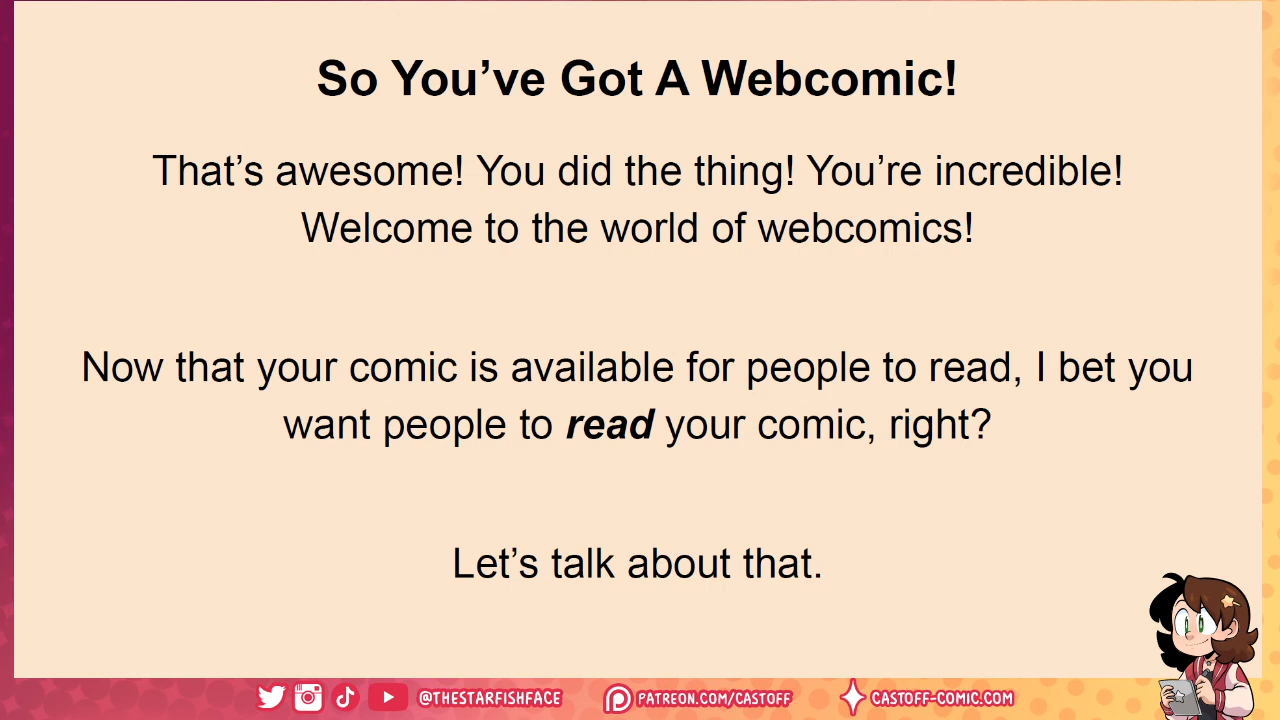 So You’ve Got A Webcomic!
That’s awesome! You did the thing! You’re incredible!
Welcome to the world of webcomics!
Now that your comic is available for people to read, I bet you
want people to read your comic, right?
Let’s talk about that.
@THESTARFISHFACE PATREON.COM/CASTOFF CASTOFF-COMIC.COM